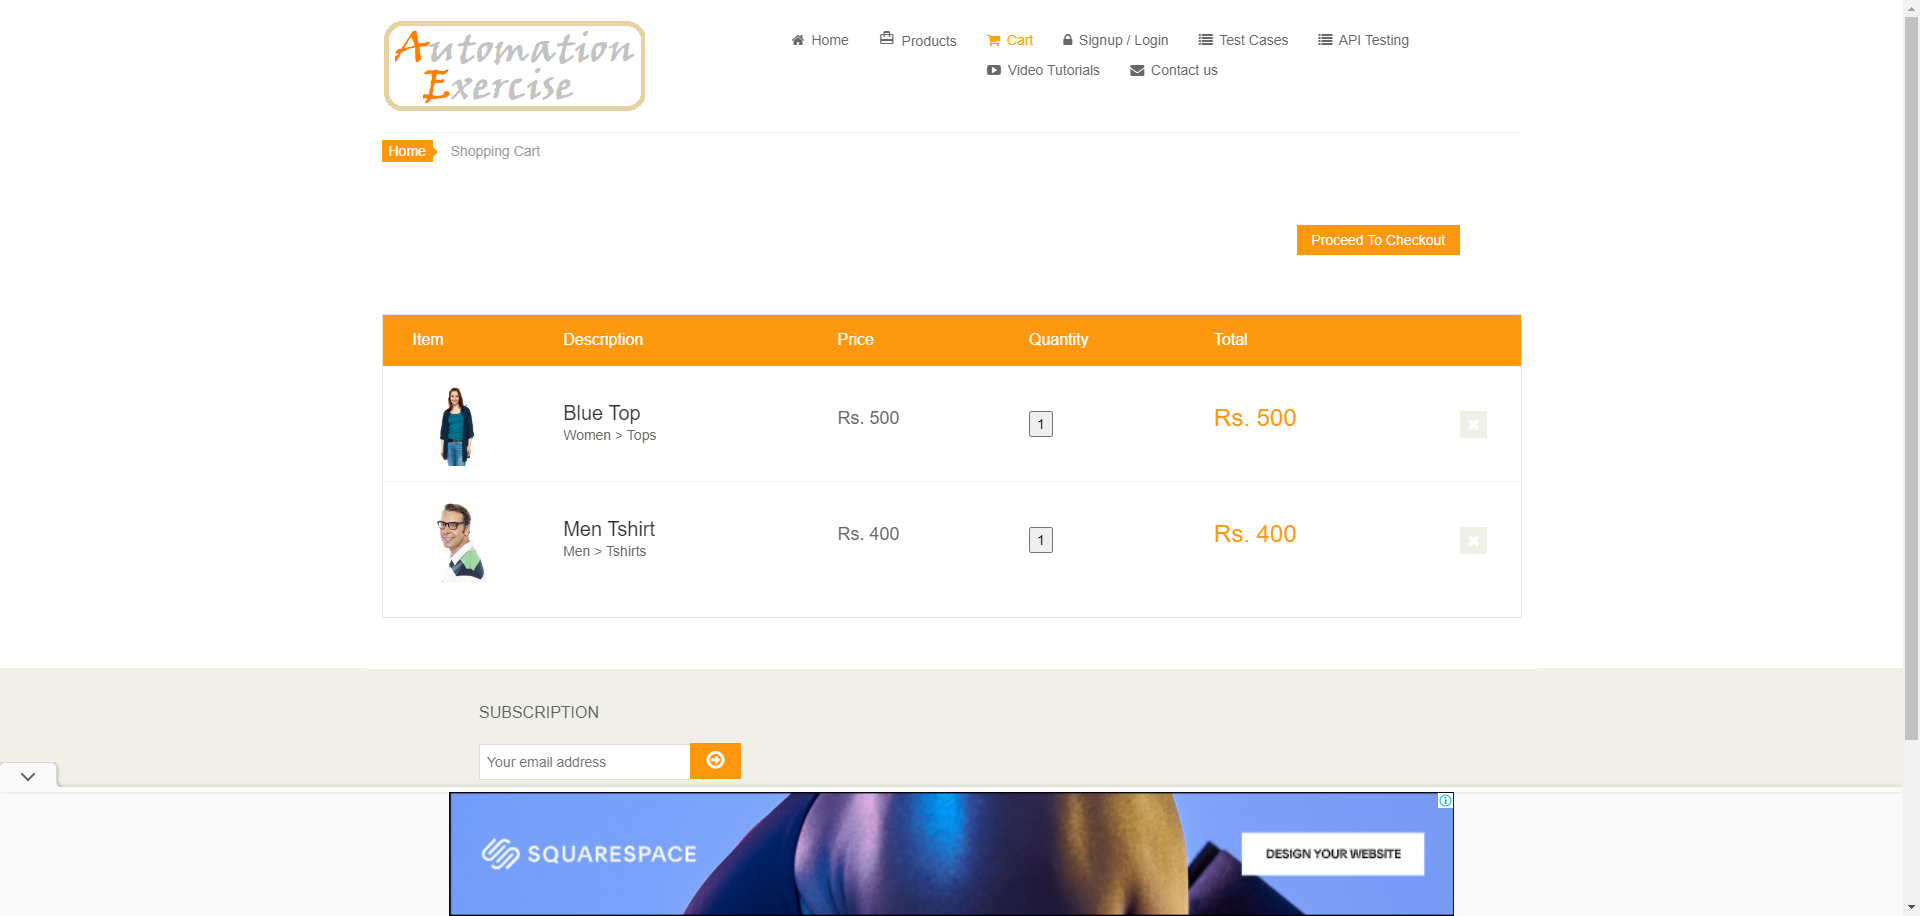 Automation
Exercise
Home Products Cart Signup / Login Test Cases API Testing
Video Tutorials Contact us
Home Shopping Cart
Proceed To Checkout
Item Description Price Quantity Total
Blue Top
Women > Tops
Rs. 500 1 Rs. 500
Men Tshirt
Men > Tshirts
Rs. 400 1 Rs. 400
SUBSCRIPTION
Your email address
SQUARESPACE
DESIGN YOUR WEBSITE